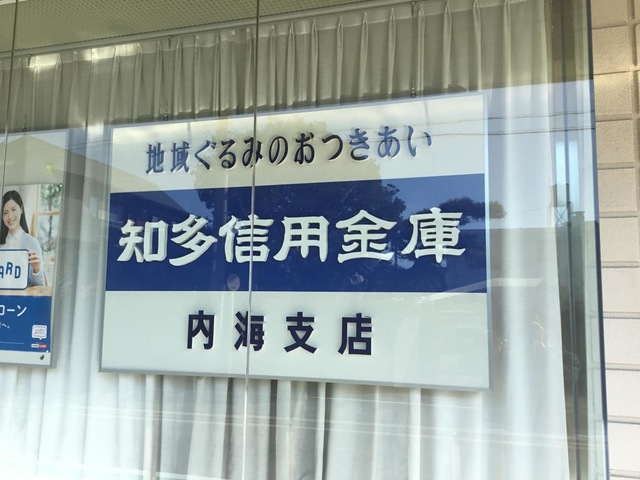 地域ぐるみのおつきあい
知多信用金庫
内海支店
ARD
ローン